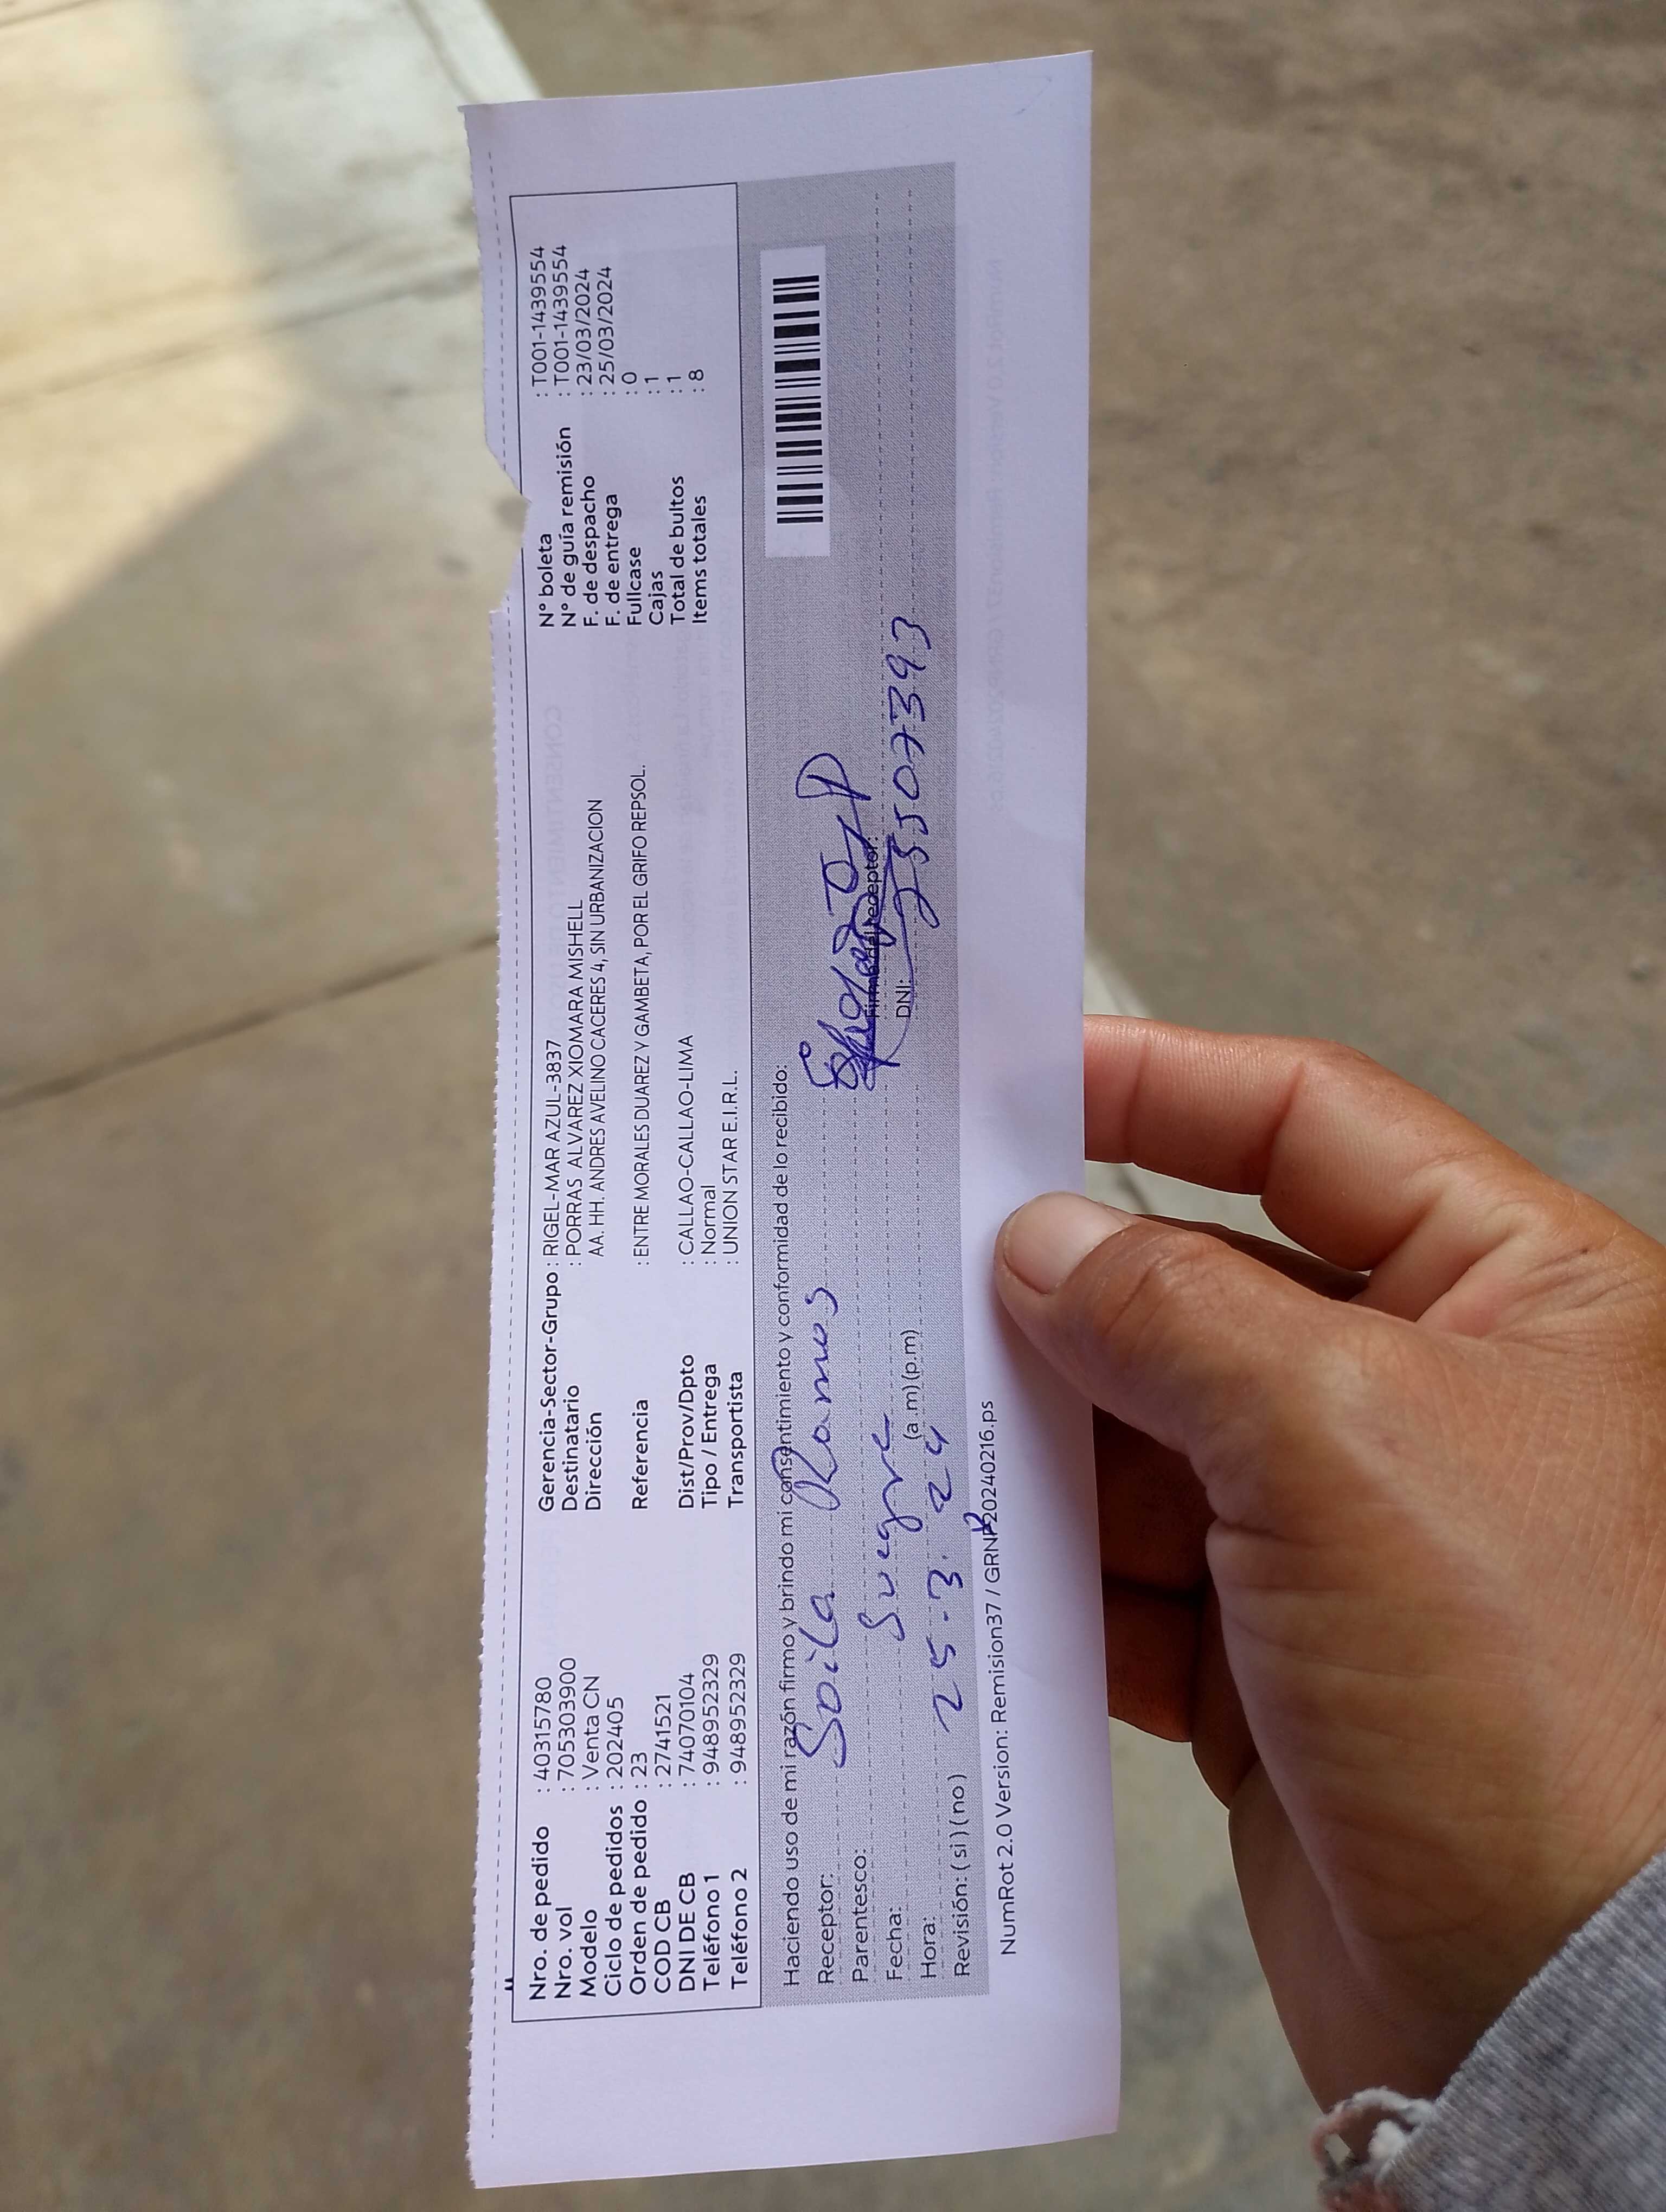 Nro. de pedido : 40315780
Nro. vol : 705303900
Modelo : Venta CN
Ciclo de pedidos : 202405
Orden de pedido : 23
COD CB : 2741521
DNI DE CB : 74070104
Teléfono 1 : 948952329
Teléfono 2 : 948952329
Gerencia-Sector-Grupo : RIGEL-MAR AZUL-3837
Destinatario : PORRAS ALVAREZ XIOMARA MISHELL
Dirección AA. HH. ANDRES AVELINO CACERES 4, SIN URBANIZACION
Referencia : ENTRE MORALES DUAREZ Y GAMBETA, POR EL GRIFO REPSOL.
Dist/Prov/Dpto : CALLAO-CALLAO-LIMA
Tipo / Entrega : Normal
Transportista : UNION STAR E.I.R.L.
N° boleta : T001-1439554
N° de guía remisión : T001-1439554
F. de despacho : 23/03/2024
F. de entrega : 25/03/2024
Fullcase : 0
Cajas : 1
Total de bultos : 1
Items totales : 8
Haciendo uso de mi razón firmo y brindo mi consentimiento y conformidad de lo recibido:
Receptor: Soila Ramos
Parentesco: Suegra
Fecha: 25.3.24
Hora: (a.m) (p.m)
Revisión: ( si ) ( no )
Firma del receptor:
DNI: 25507393
NumRot 2.0 Version: Remision37 / GRNP20240216.ps